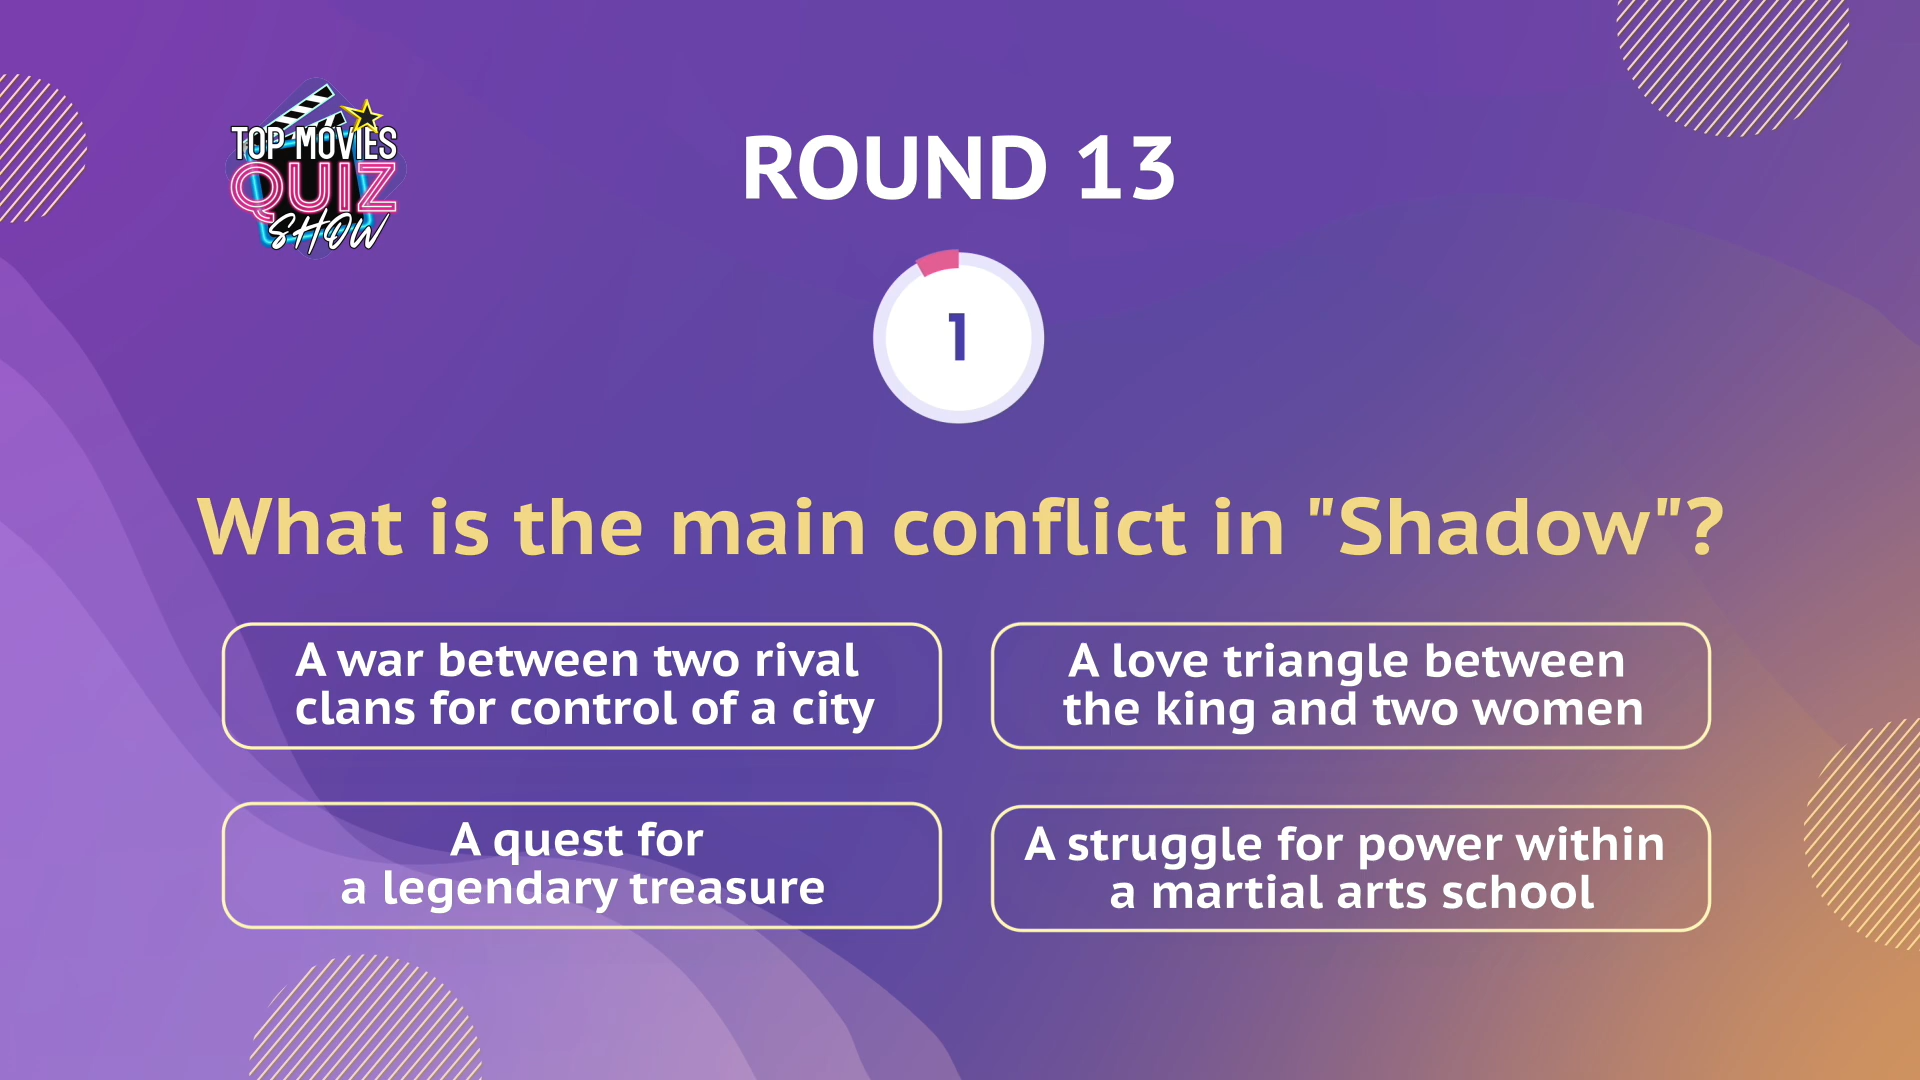 TOP MOVIES
QUIZ
SHOW
ROUND 13
1
What is the main conflict in "Shadow"?
A war between two rival
clans for control of a city
A love triangle between
the king and two women
A quest for
a legendary treasure
A struggle for power within
a martial arts school